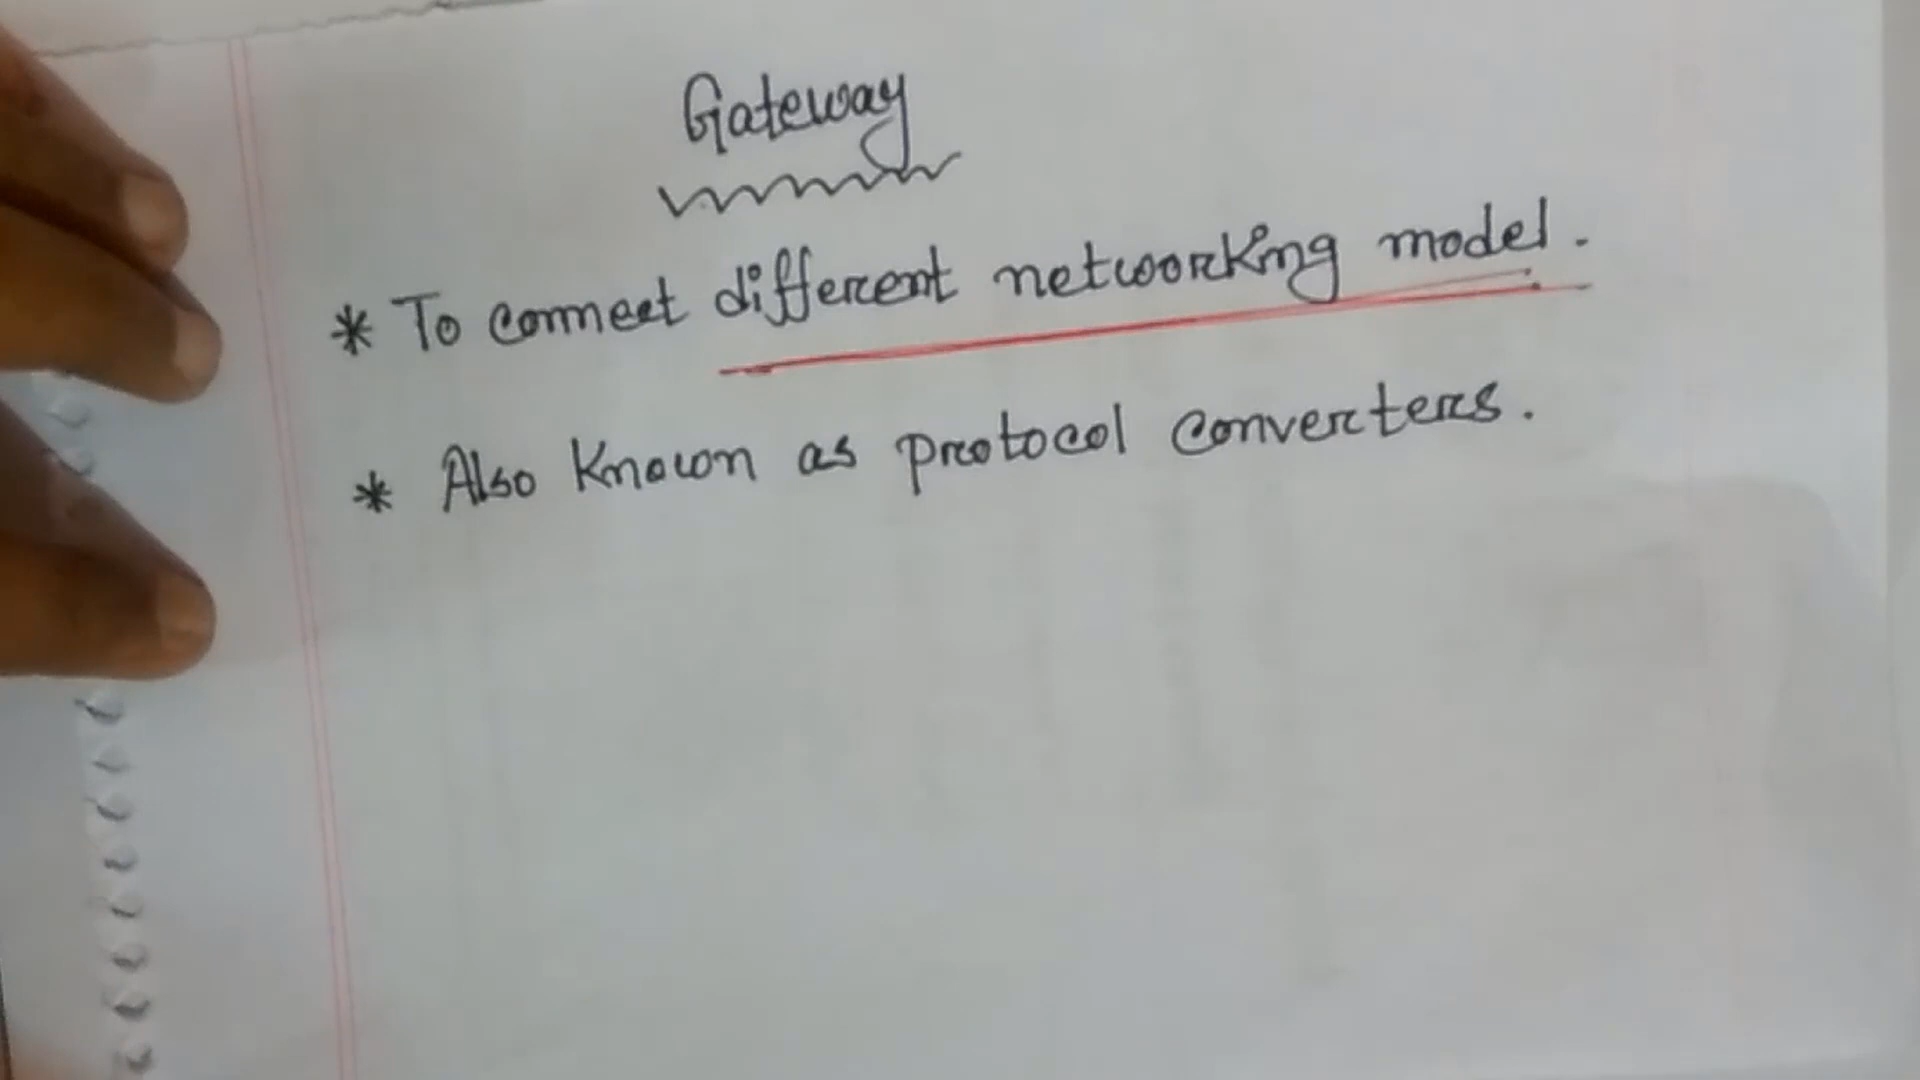 Gateway
* To connect different networking model.
* Also known as protocol converters.